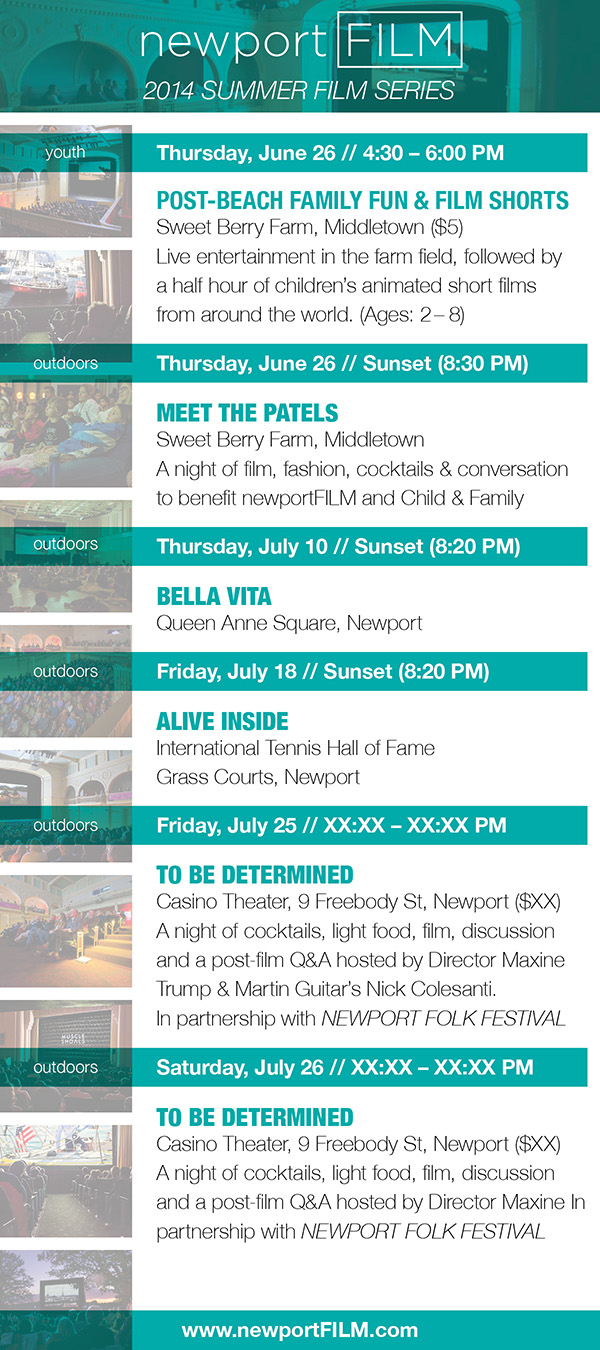 newport FILM
2014 SUMMER FILM SERIES
youth
Thursday, June 26 // 4:30 – 6:00 PM
POST-BEACH FAMILY FUN & FILM SHORTS
Sweet Berry Farm, Middletown ($5)
Live entertainment in the farm field, followed by
a half hour of children’s animated short films
from around the world. (Ages: 2 – 8)
outdoors
Thursday, June 26 // Sunset (8:30 PM)
MEET THE PATELS
Sweet Berry Farm, Middletown
A night of film, fashion, cocktails & conversation
to benefit newportFILM and Child & Family
outdoors
Thursday, July 10 // Sunset (8:20 PM)
BELLA VITA
Queen Anne Square, Newport
outdoors
Friday, July 18 // Sunset (8:20 PM)
ALIVE INSIDE
International Tennis Hall of Fame
Grass Courts, Newport
outdoors
Friday, July 25 // XX:XX – XX:XX PM
TO BE DETERMINED
Casino Theater, 9 Freebody St, Newport ($XX)
A night of cocktails, light food, film, discussion
and a post-film Q&A hosted by Director Maxine
Trump & Martin Guitar’s Nick Colesanti.
In partnership with NEWPORT FOLK FESTIVAL
MUSCLE
SHOALS
outdoors
Saturday, July 26 // XX:XX – XX:XX PM
TO BE DETERMINED
Casino Theater, 9 Freebody St, Newport ($XX)
A night of cocktails, light food, film, discussion
and a post-film Q&A hosted by Director Maxine In
partnership with NEWPORT FOLK FESTIVAL
www.newportFILM.com